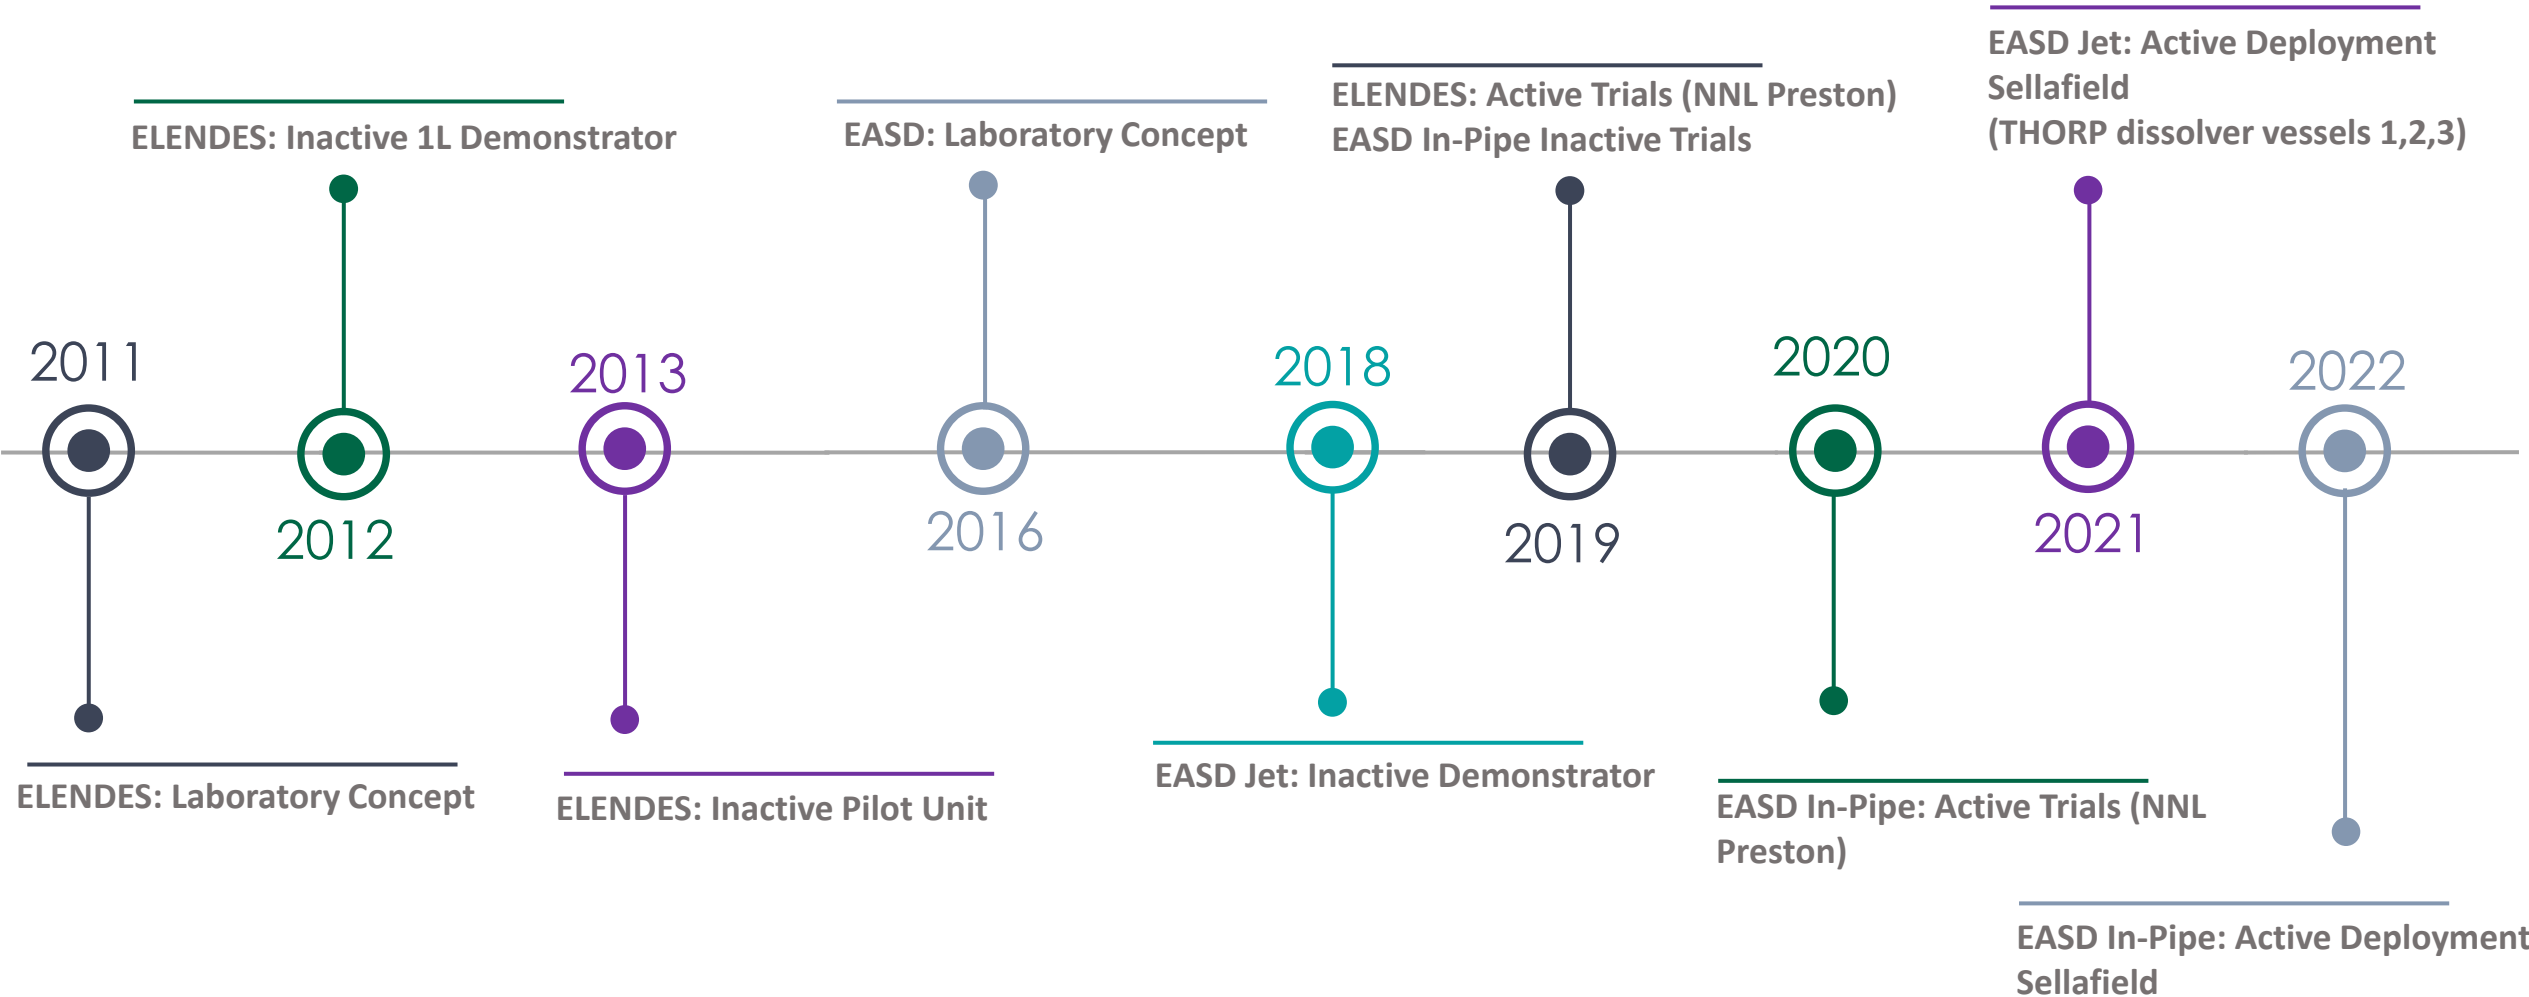 EASD Jet: Active Deployment
Sellafield
(THORP dissolver vessels 1,2,3)
ELENDES: Active Trials (NNL Preston)
EASD In-Pipe Inactive Trials
EASD: Laboratory Concept
ELENDES: Inactive 1L Demonstrator
2011
2012
2013
2016
2018
2019
2020
2021
2022
ELENDES: Laboratory Concept
ELENDES: Inactive Pilot Unit
EASD Jet: Inactive Demonstrator
EASD In-Pipe: Active Trials (NNL
Preston)
EASD In-Pipe: Active Deployment
Sellafield